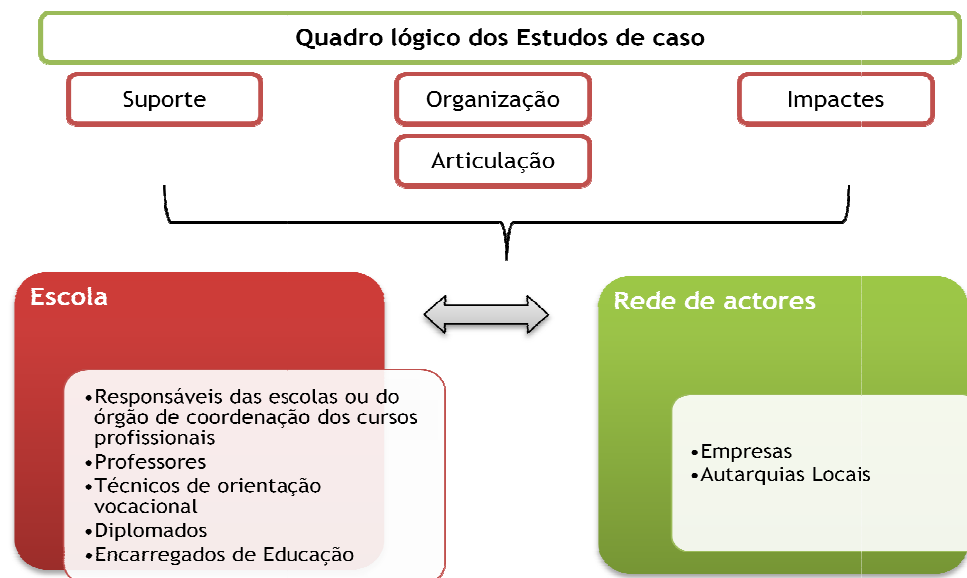 Quadro lógico dos Estudos de caso
Suporte
Organização
Impactes
Articulação
Escola
•Responsáveis das escolas ou do
órgão de coordenação dos cursos
profissionais
•Professores
•Técnicos de orientação
vocacional
•Diplomados
•Encarregados de Educação
Rede de actores
•Empresas
•Autarquias Locais